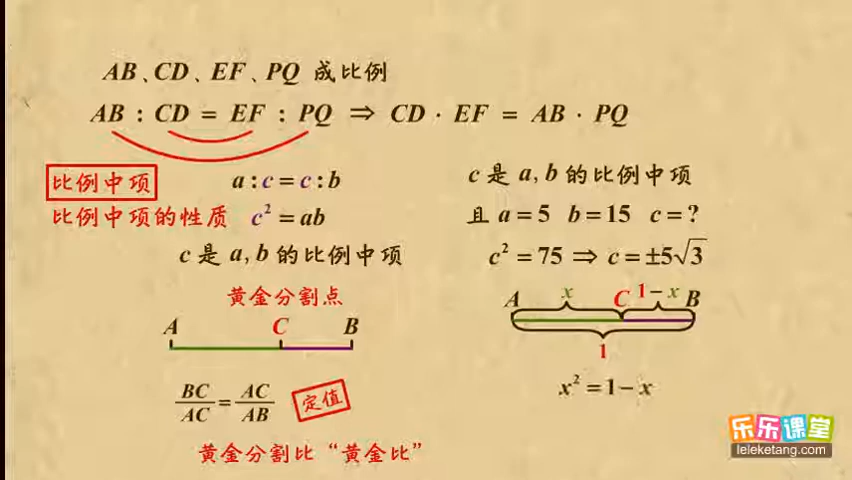 AB、CD、EF、PQ 成比例
AB : CD = EF : PQ ⇒ CD · EF = AB · PQ
比例中项 a : c = c : b
比例中项的性质 c² = ab
c 是 a, b 的比例中项
黄金分割点
A C B
BC/AC = AC/AB 定值
黄金分割比“黄金比”
c 是 a, b 的比例中项
且 a = 5 b = 15 c = ?
c² = 75 ⇒ c = ±5√3
A x C 1 − x B
1
x² = 1 − x
乐乐课堂
leleketang.com